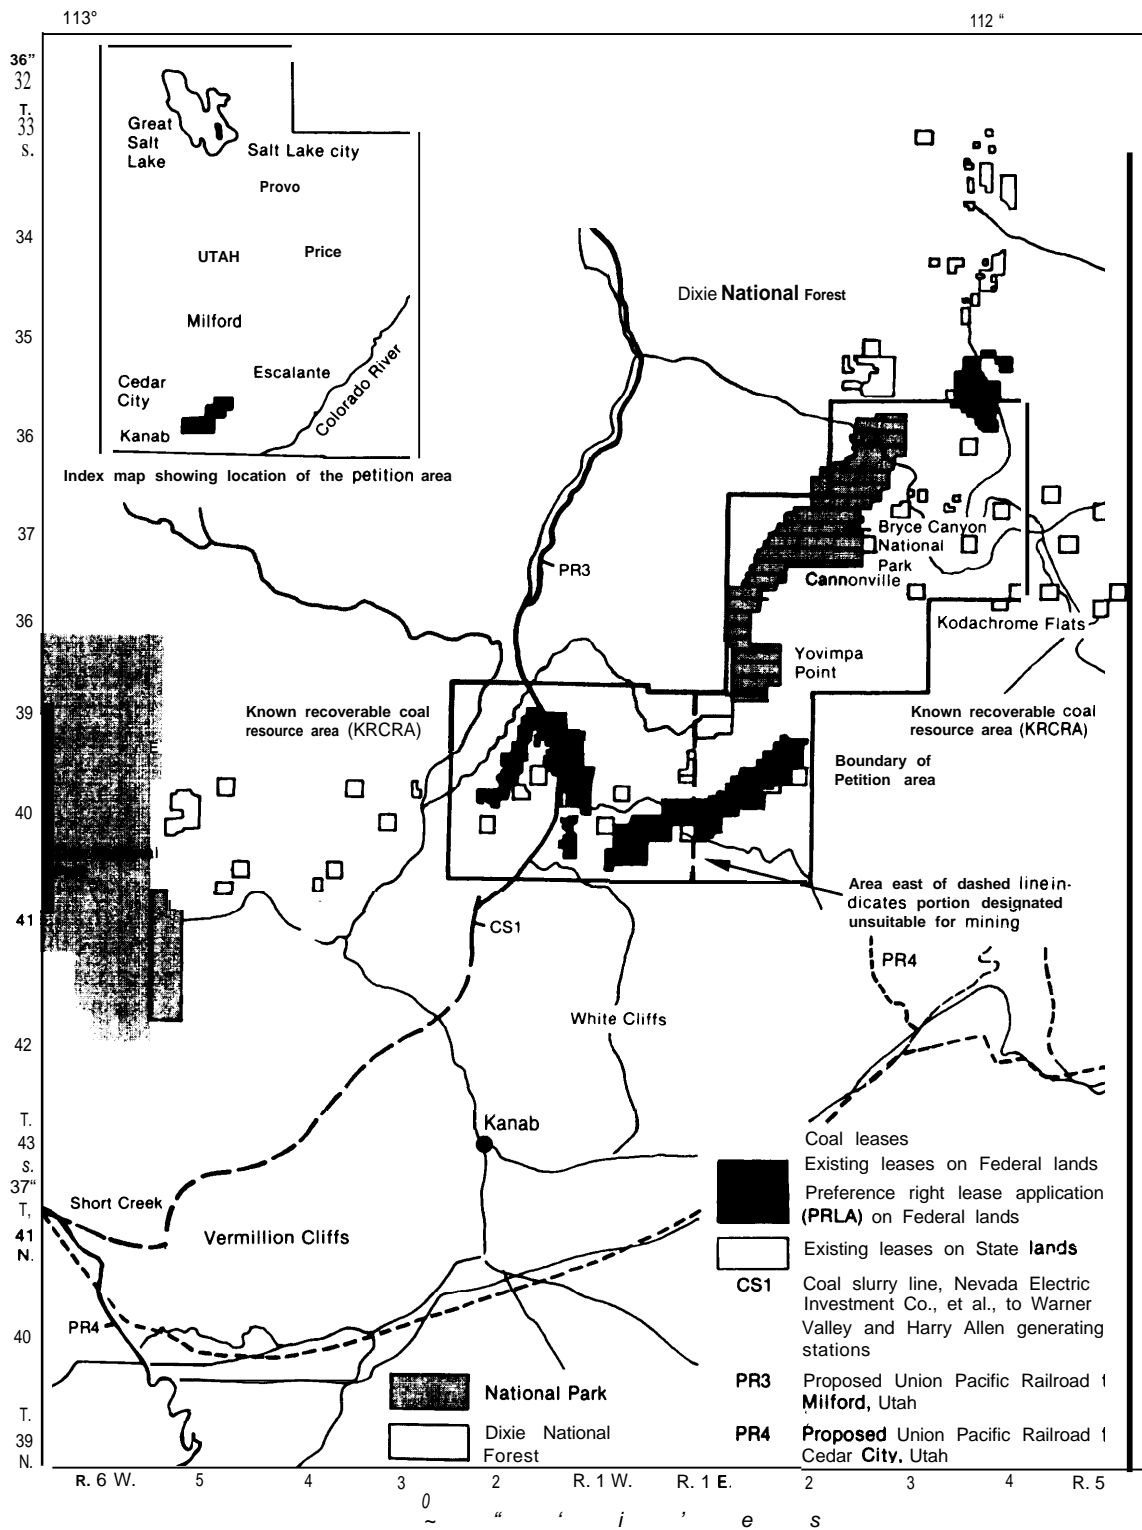 113°
112 "
36"
32
T.
33
S.
34
35
36
37
36
39
40
41
42
T.
43
S.
37"
T,
41
N.
40
T.
39
N.
Great
Salt
Lake
Salt Lake city
Provo
UTAH
Price
Milford
Escalante
Cedar
City
Kanab
Colorado River
Index map showing location of the petition area
Dixie National Forest
PR3
Bryce Canyon
National
Park
Cannonville
Kodachrome Flats
Yovimpa
Point
Known recoverable coal
resource area (KRCRA)
Known recoverable coal
resource area (KRCRA)
Boundary of
Petition area
Area east of dashed line in-
dicates portion designated
unsuitable for mining
CS1
PR4
White Cliffs
Kanab
Short Creek
Vermillion Cliffs
PR4
Coal leases
Existing leases on Federal lands
Preference right lease application
(PRLA) on Federal lands
Existing leases on State lands
CS1 Coal slurry line, Nevada Electric
Investment Co., et al., to Warner
Valley and Harry Allen generating
stations
PR3 Proposed Union Pacific Railroad t
Milford, Utah
PR4 Proposed Union Pacific Railroad t
Cedar City, Utah
National Park
Dixie National
Forest
R. 6 W. 5 4 3 2 R. 1 W. R. 1 E. 2 3 4 R. 5
0
~ " ‘ i ’ e s